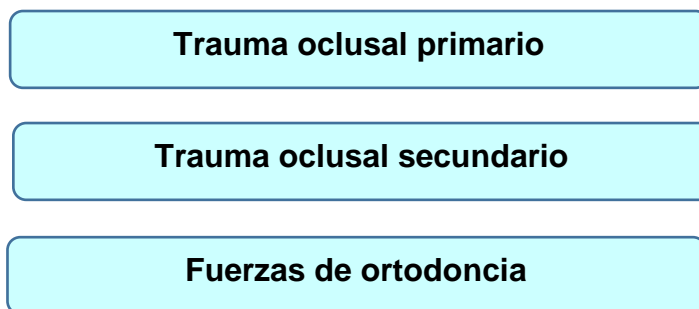 Trauma oclusal primario
Trauma oclusal secundario
Fuerzas de ortodoncia